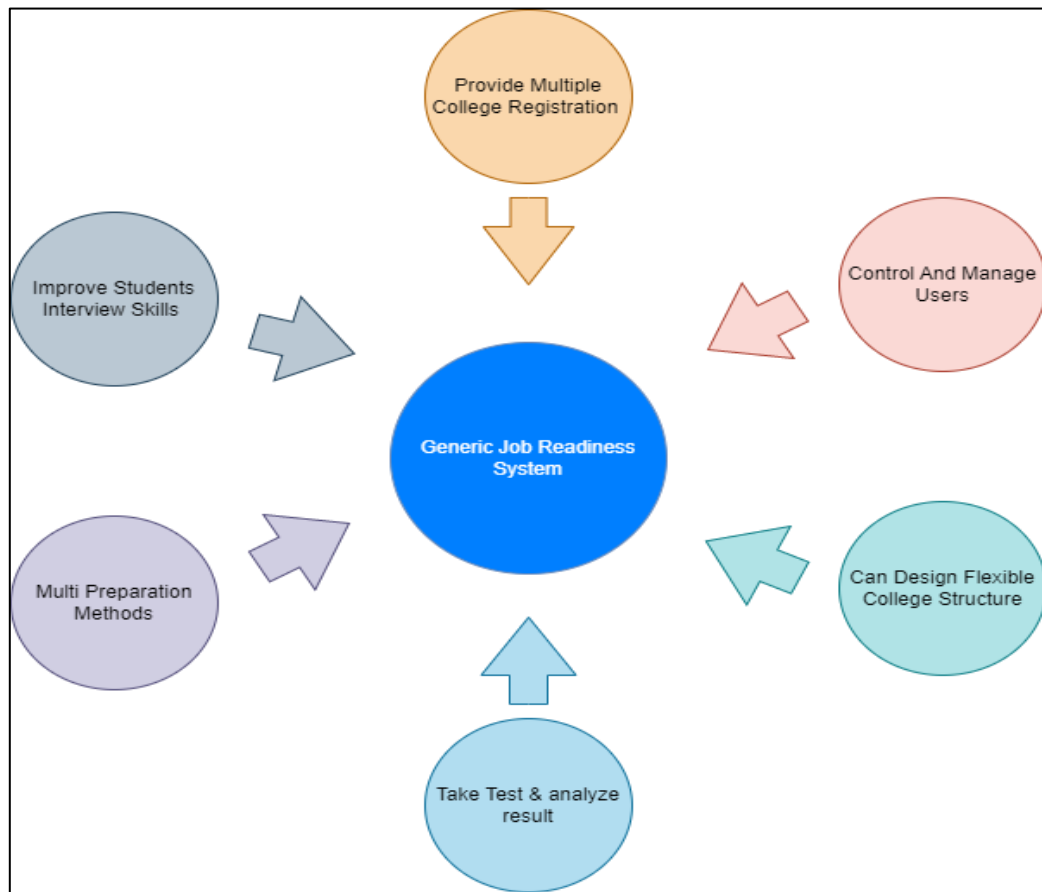 Provide Multiple
College Registration
Improve Students
Interview Skills
Control And Manage
Users
Generic Job Readiness
System
Multi Preparation
Methods
Can Design Flexible
College Structure
Take Test & analyze
result